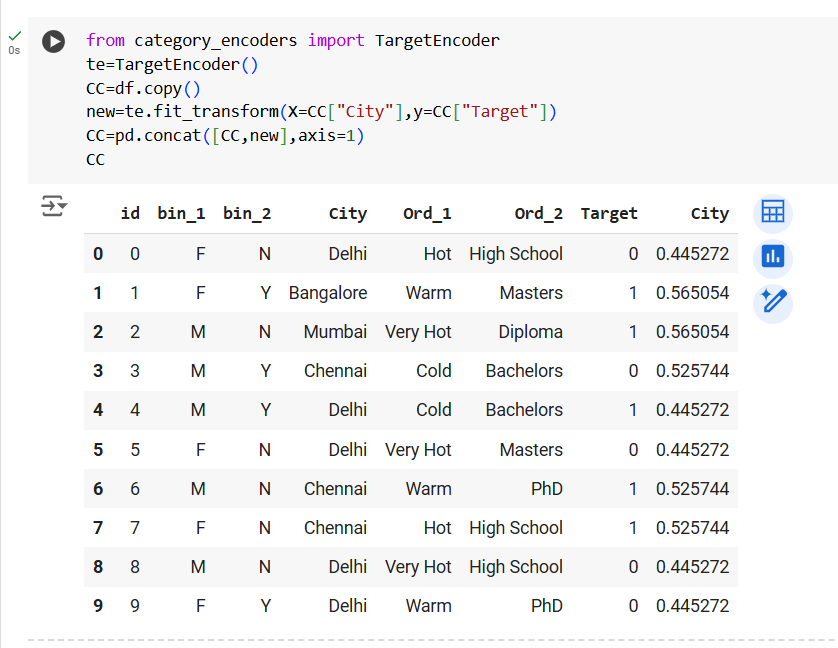 0s
from category_encoders import TargetEncoder
te=TargetEncoder()
CC=df.copy()
new=te.fit_transform(X=CC["City"],y=CC["Target"])
CC=pd.concat([CC,new],axis=1)
CC
id bin_1 bin_2 City Ord_1 Ord_2 Target City
0 0 F N Delhi Hot High School 0 0.445272
1 1 F Y Bangalore Warm Masters 1 0.565054
2 2 M N Mumbai Very Hot Diploma 1 0.565054
3 3 M Y Chennai Cold Bachelors 0 0.525744
4 4 M Y Delhi Cold Bachelors 1 0.445272
5 5 F N Delhi Very Hot Masters 0 0.445272
6 6 M N Chennai Warm PhD 1 0.525744
7 7 F N Chennai Hot High School 1 0.525744
8 8 M N Delhi Very Hot High School 0 0.445272
9 9 F Y Delhi Warm PhD 0 0.445272